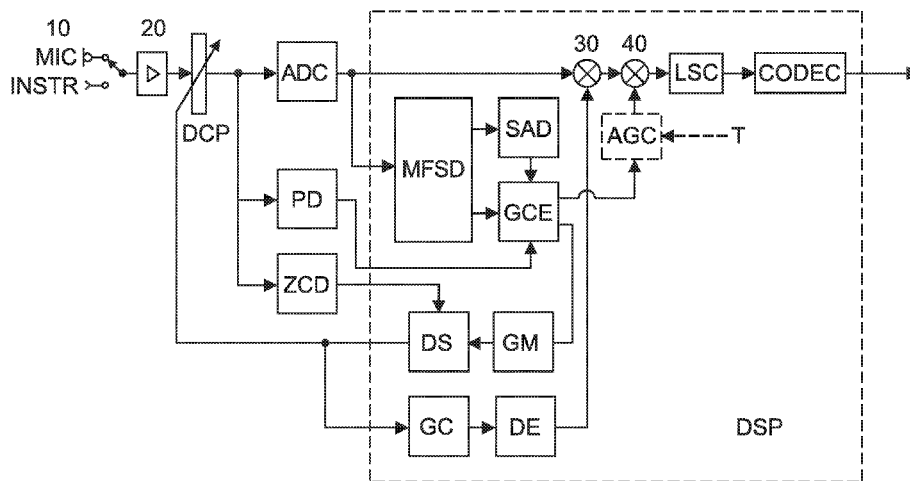 10
20
MIC
INSTR
DCP
ADC
30
40
LSC
CODEC
MFSD
SAD
AGC
T
PD
GCE
ZCD
DS
GM
GC
DE
DSP